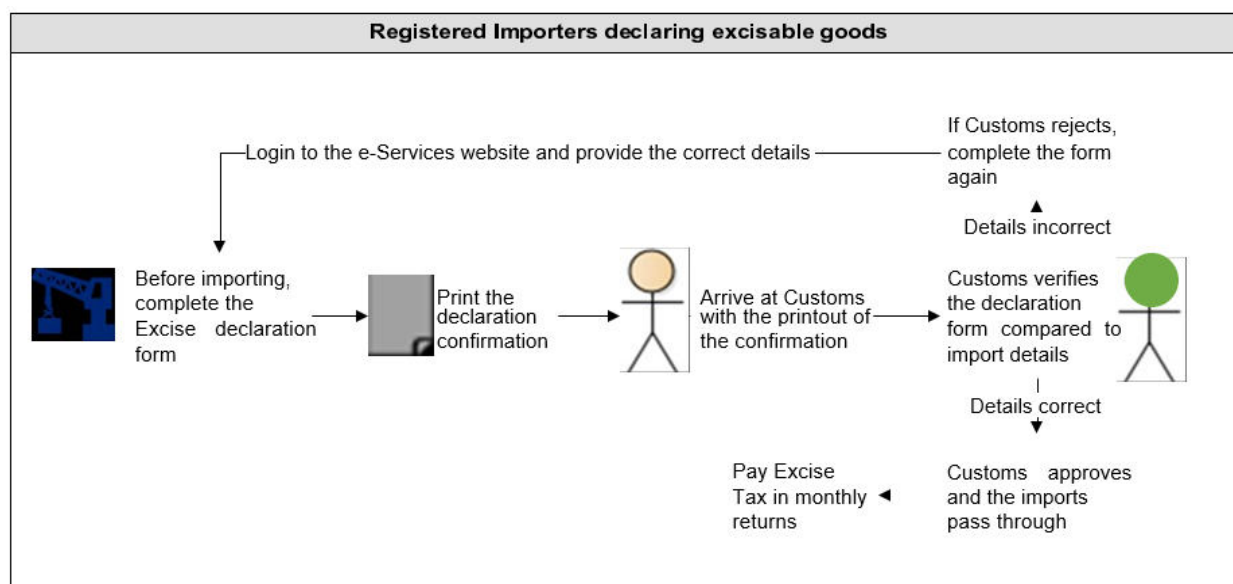 Registered Importers declaring excisable goods
If Customs rejects,
complete the form
again
Login to the e-Services website and provide the correct details
Details incorrect
Before importing,
complete the
Excise declaration
form
Print the
declaration
confirmation
Arrive at Customs
with the printout of
the confirmation
Customs verifies
the declaration
form compared to
import details
Details correct
Customs approves
and the imports
pass through
Pay Excise
Tax in monthly
returns